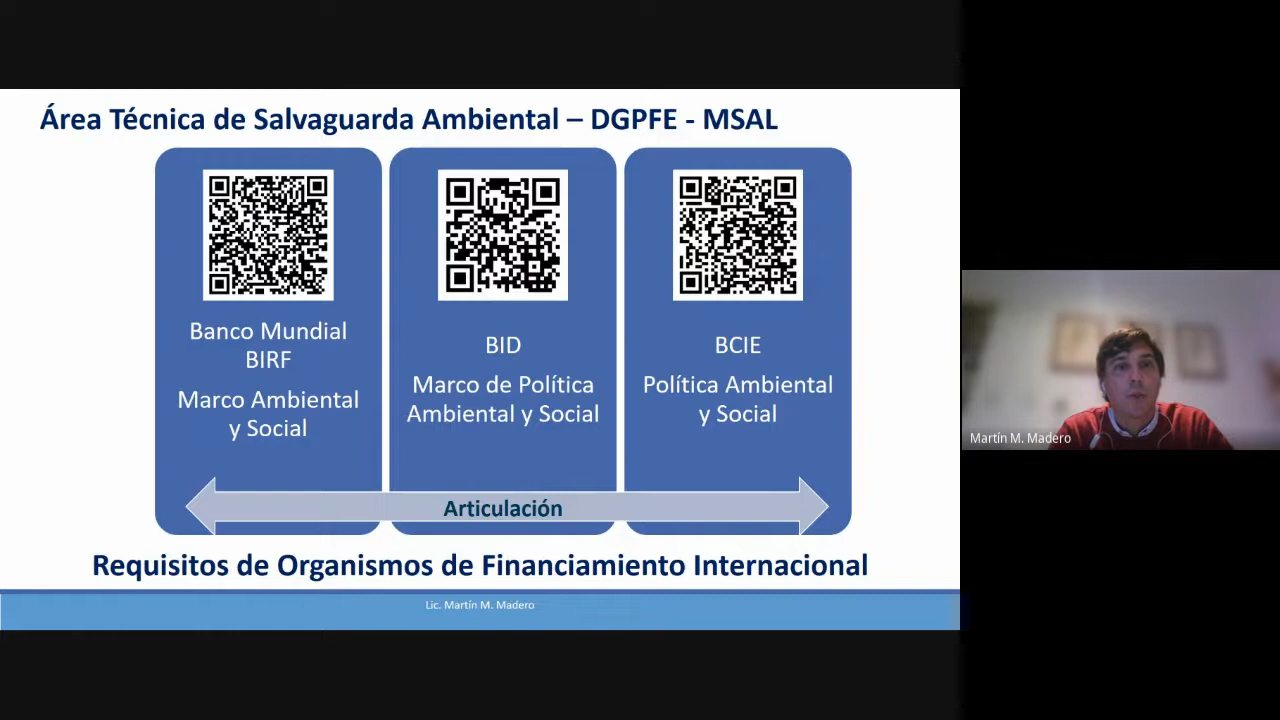 Área Técnica de Salvaguarda Ambiental – DGPFE - MSAL
Banco Mundial
BIRF
Marco Ambiental
y Social
BID
Marco de Política
Ambiental y Social
BCIE
Política Ambiental
y Social
Articulación
Requisitos de Organismos de Financiamiento Internacional
Lic. Martín M. Madero
Martín M. Madero